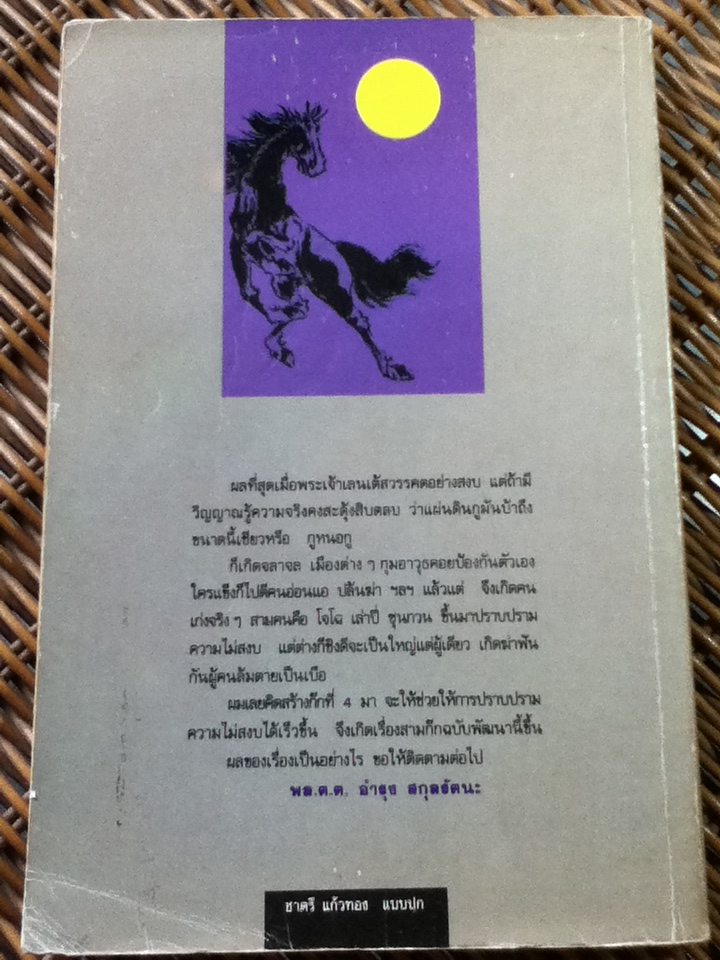 ผลที่สุดเมื่อพระเจ้าเลนเต้สวรรคตอย่างสงบ แต่ถ้ามี
วิญญาณรู้ความจริงคงสะดุ้งสิบตลบ ว่าแผ่นดินกูมันบ้าถึง
ขนาดนี้เชียวหรือ กูทนอกู
ก็เกิดจลาจล เมืองต่าง ๆ กุมอาวุธคอยป้องกันตัวเอง
ใครแข็งก็ไปตีคนอ่อนแอ ปล้นฆ่า ฯลฯ แล้วแต่ จึงเกิดคน
เก่งจริง ๆ สามคนคือ โจโฉ เล่าปี่ ซุนกวน ขึ้นมาปราบปราม
ความไม่สงบ แต่ต่างก็ชิงดีจะเป็นใหญ่แต่ผู้เดียว เกิดฆ่าฟัน
กันผู้คนล้มตายเป็นเบือ
ผมเลยคิดสร้างก๊กที่ 4 มา จะให้ช่วยให้การปราบปราม
ความไม่สงบได้เร็วขึ้น จึงเกิดเรื่องสามก๊กฉบับพัฒนานี้ขึ้น
ผลของเรื่องเป็นอย่างไร ขอให้ติดตามต่อไป
พล.ต.ต. อำรุง สกุลรัตนะ
ชาตรี แก้วทอง แบบปก